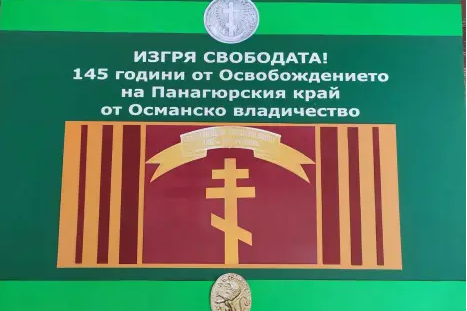 ИЗГРЯ СВОБОДАТА!
145 години от Освобождението
на Панагюрския край
от Османско владичество